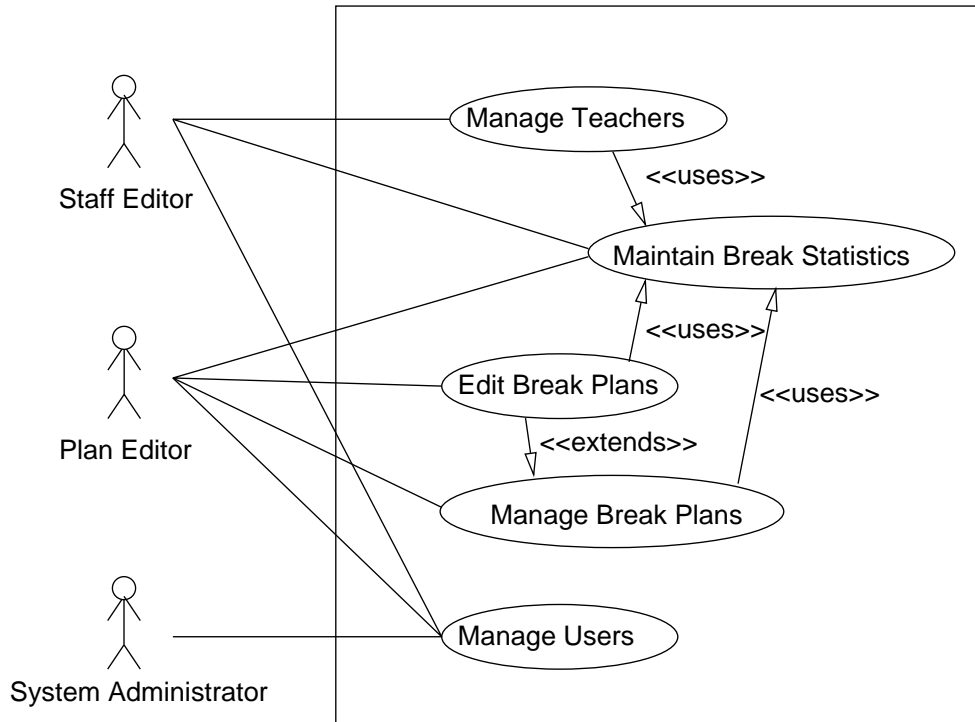 Manage Teachers
<<uses>>
Staff Editor
Maintain Break Statistics
<<uses>>
Edit Break Plans
<<uses>>
Plan Editor
<<extends>>
Manage Break Plans
Manage Users
System Administrator